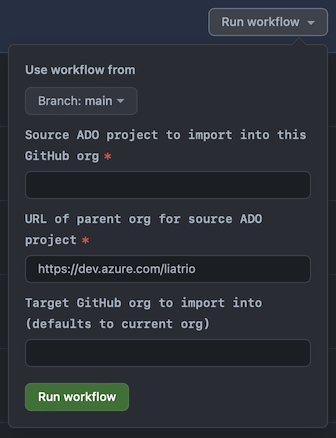 Run workflow
Use workflow from
Branch: main
Source ADO project to import into this
GitHub org *
URL of parent org for source ADO
project *
https://dev.azure.com/liatrio
Target GitHub org to import into
(defaults to current org)
Run workflow